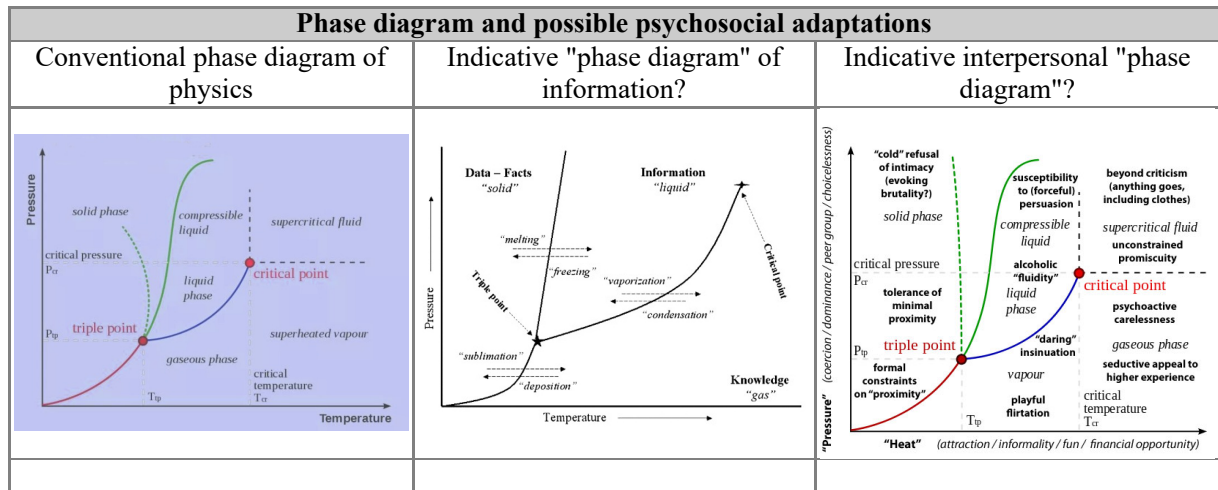 Phase diagram and possible psychosocial adaptations
Conventional phase diagram of
physics
Indicative "phase diagram" of
information?
Indicative interpersonal "phase
diagram"?
Pressure
solid phase
compressible
liquid
supercritical fluid
critical pressure
Pcr
critical point
liquid
phase
triple point
Ptp
superheated vapour
gaseous phase
critical
temperature
Ttp
Tcr
Temperature
Data – Facts
"solid"
Information
"liquid"
"melting"
"freezing"
"vaporization"
"condensation"
Triple point
Critical point
Pressure
"sublimation"
"deposition"
Knowledge
"gas"
Temperature
"Pressure" (coercion / dominance / peer group / choicelessness)
"cold" refusal
of intimacy
(evoking
brutality?)
solid phase
susceptibility
to (forceful)
persuasion
compressible
liquid
beyond criticism
(anything goes,
including clothes)
supercritical fluid
unconstrained
promiscuity
critical pressure
Pcr
alcoholic
"fluidity"
liquid
phase
critical point
tolerance of
minimal
proximity
psychoactive
carelessness
triple point
Ptp
"daring"
insinuation
gaseous phase
formal
constraints
on "proximity"
vapour
seductive appeal to
higher experience
playful
flirtation
critical
temperature
Ttp
Tcr
"Heat" (attraction / informality / fun / financial opportunity)